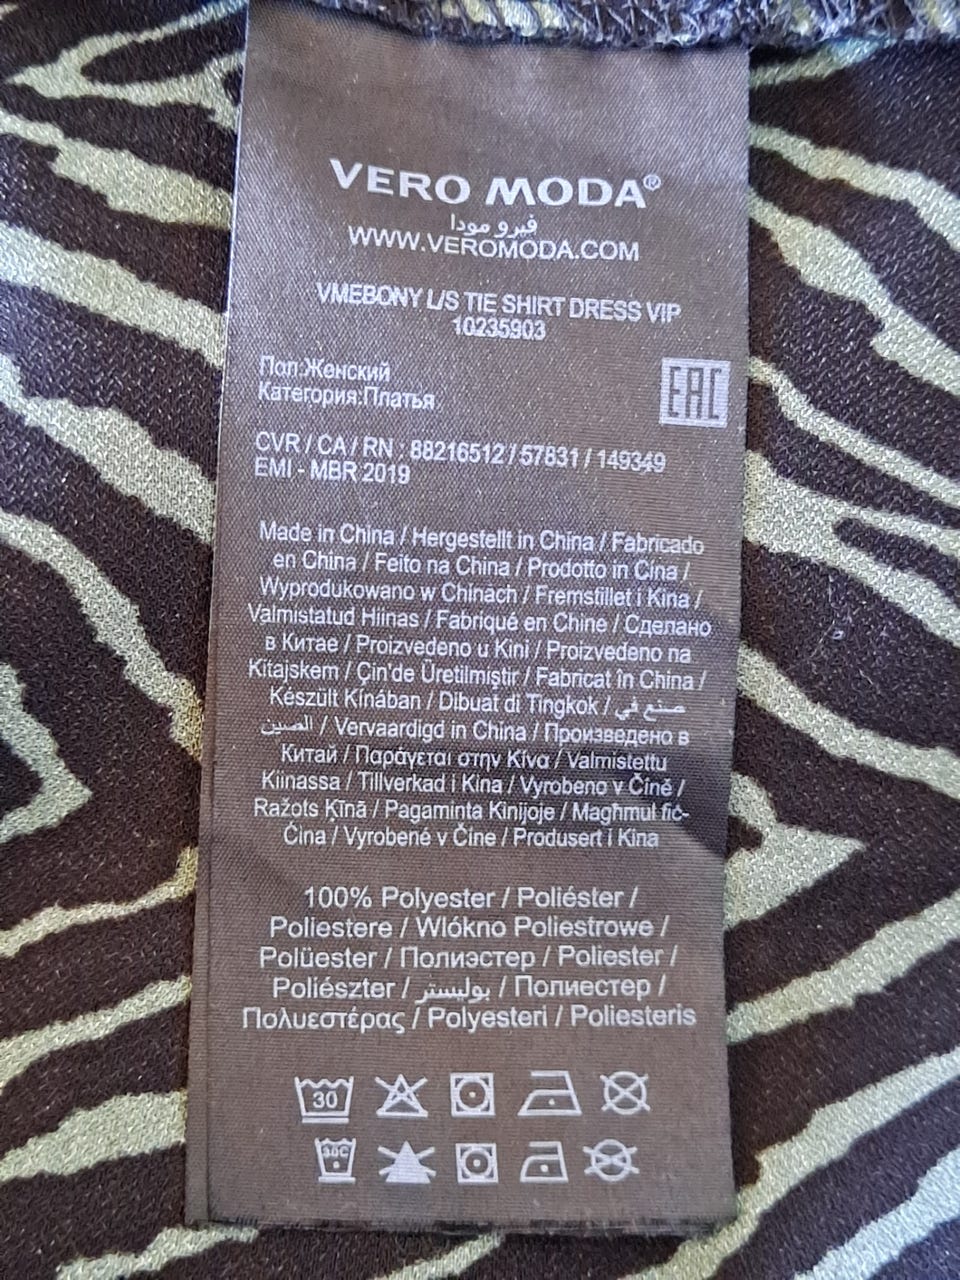 VERO MODA®
فيرو مودا
WWW.VEROMODA.COM
VMEBONY L/S TIE SHIRT DRESS VIP
10235903
Пол:Женский
Категория:Платья
EAC
CVR / CA / RN : 88216512 / 57831 / 149349
EMI - MBR 2019
Made in China / Hergestellt in China / Fabricado
en China / Feito na China / Prodotto in Cina /
Wyprodukowano w Chinach / Fremstillet i Kina /
Valmistatud Hiinas / Fabriqué en Chine / Сделано
в Китае / Proizvedeno u Kini / Proizvedeno na
Kitajskem / Çin'de Üretilmiştir / Fabricat în China /
Készült Kínában / Dibuat di Tingkok / صنع في
الصين / Vervaardigd in China / Произведено в
Китай / Παράγεται στην Κίνα / Valmistettu
Kiinassa / Tillverkad i Kina / Vyrobeno v Číně /
Ražots Ķīnā / Pagaminta Kinijoje / Magħmul fiċ-
Ċina / Vyrobené v Číne / Produsert i Kina
100% Polyester / Poliéster /
Poliestere / Wlókno Poliestrowe /
Polüester / Полиэстер / Poliester /
Poliészter / بوليستر / Полиестер /
Πολυεστέρας / Polyesteri / Poliesteris
30
30C